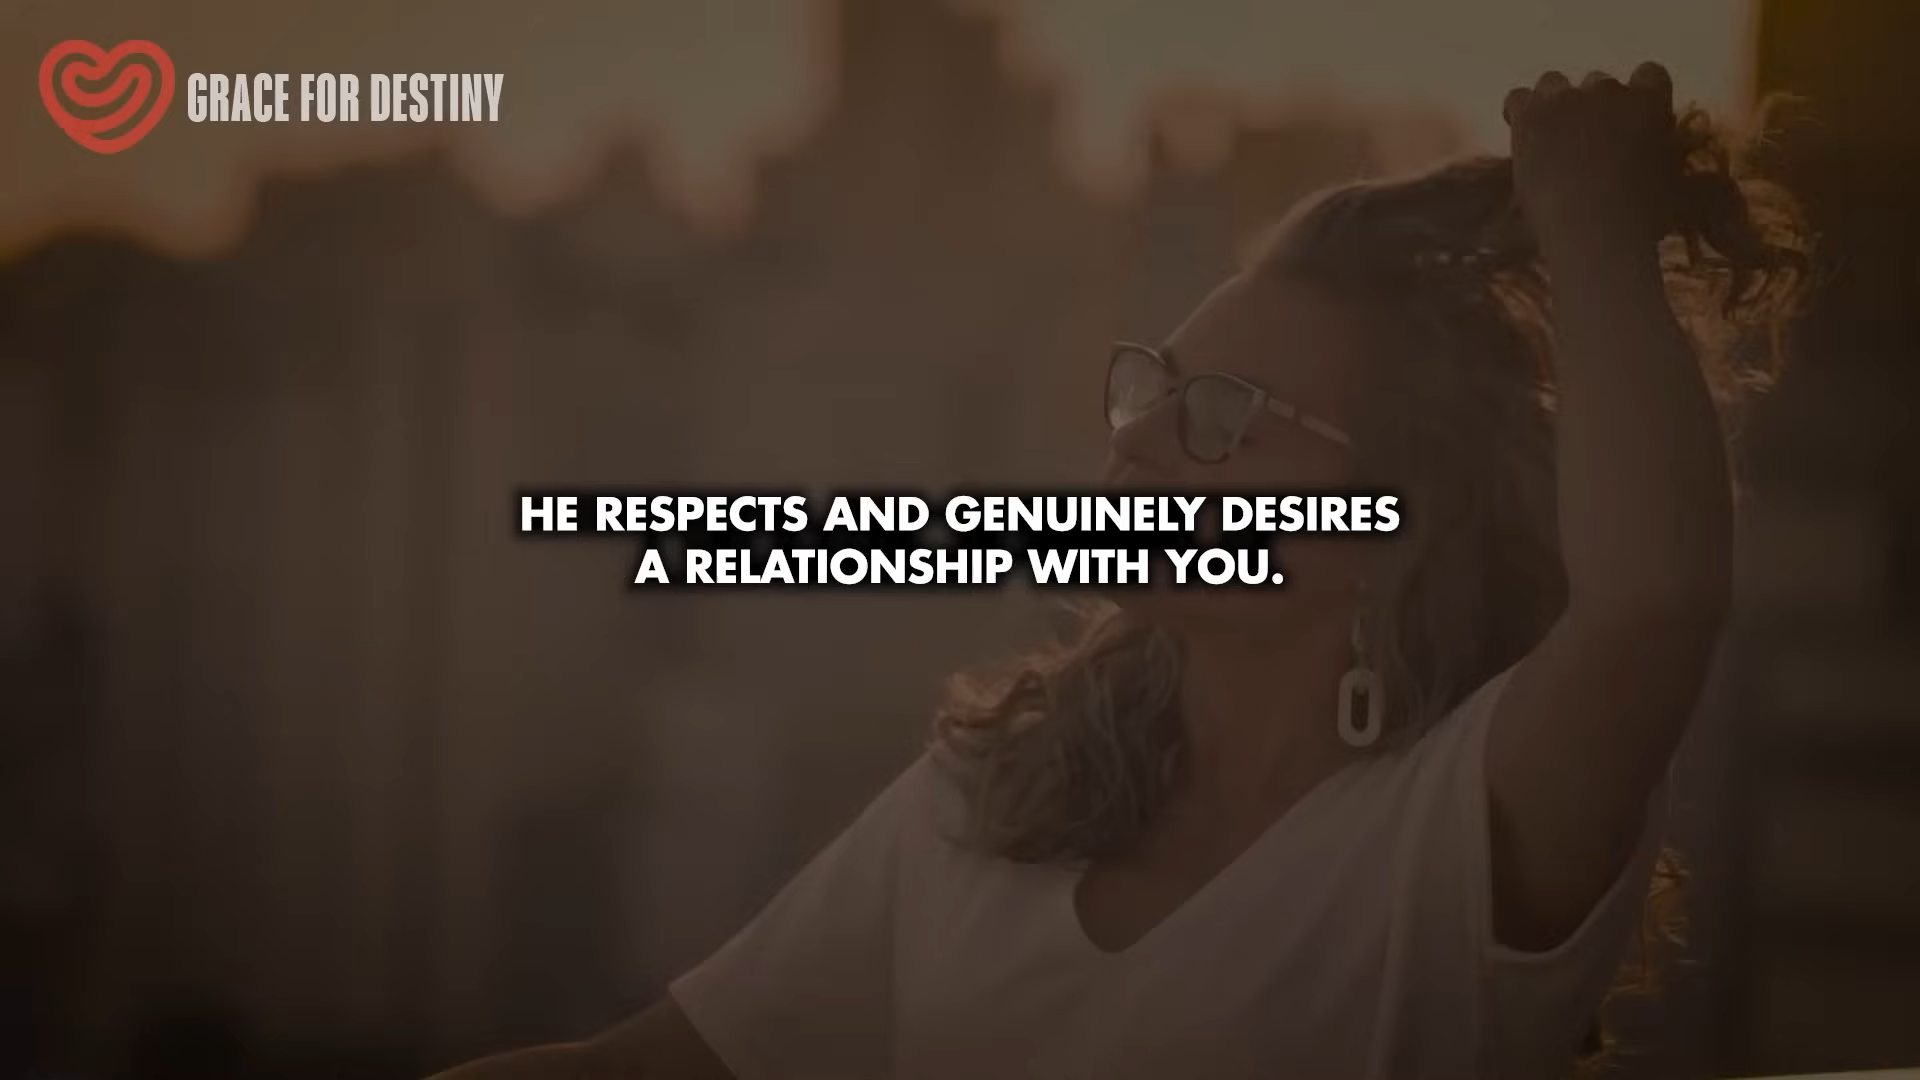 GRACE FOR DESTINY
HE RESPECTS AND GENUINELY DESIRES
A RELATIONSHIP WITH YOU.